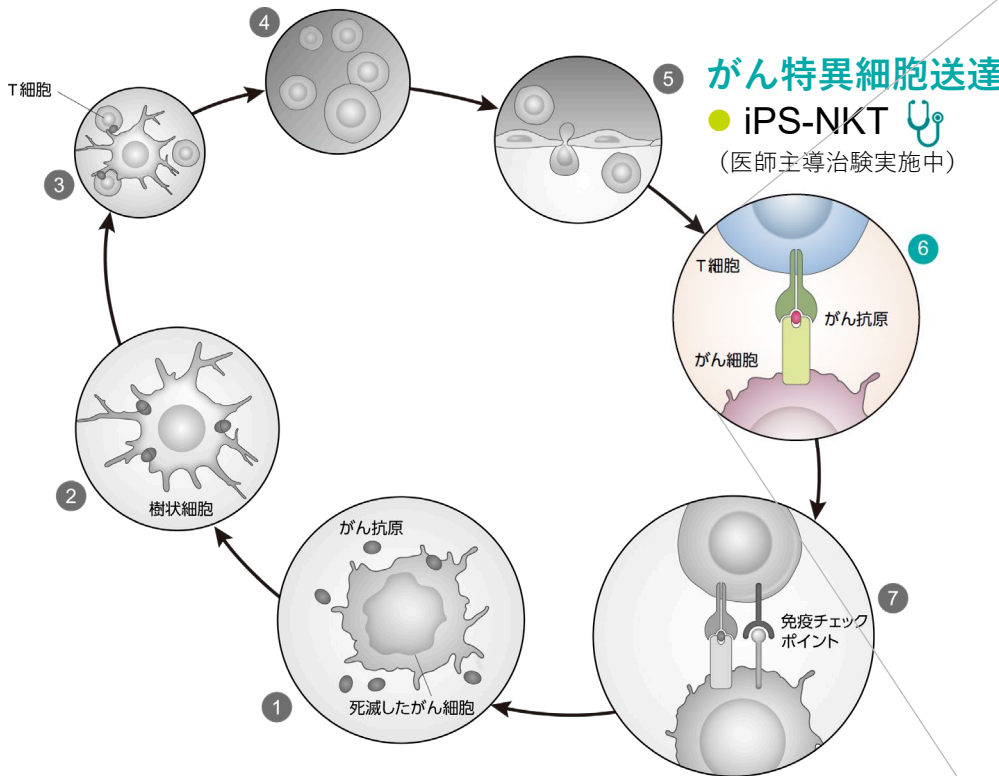 4
T細胞
3
5
がん特異細胞送達
iPS-NKT
（医師主導治験実施中）
6
T細胞
がん抗原
がん細胞
2
樹状細胞
がん抗原
死滅したがん細胞
1
7
免疫チェック
ポイント